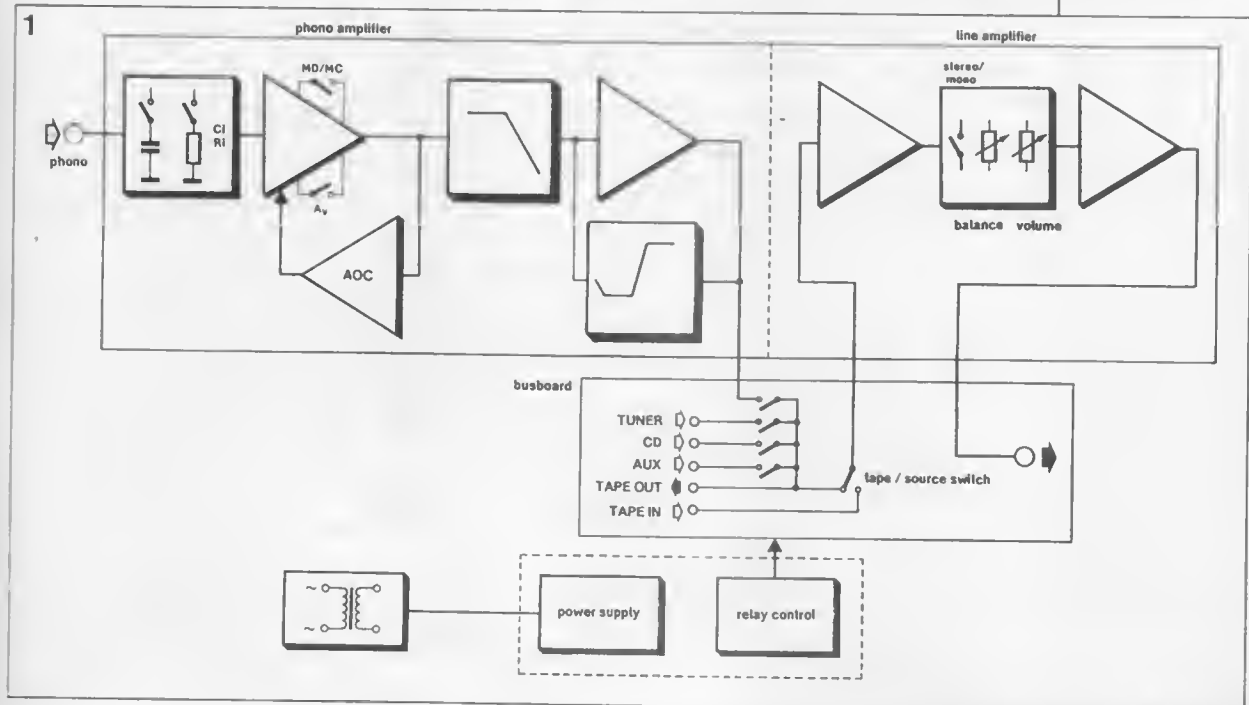 1
phono amplifier
line amplifier
MD/MC
stereo/
mono
CI
RI
phono
Av
balance volume
AOC
busboard
TUNER
CD
AUX
TAPE OUT
tape / source switch
TAPE IN
power supply
relay control